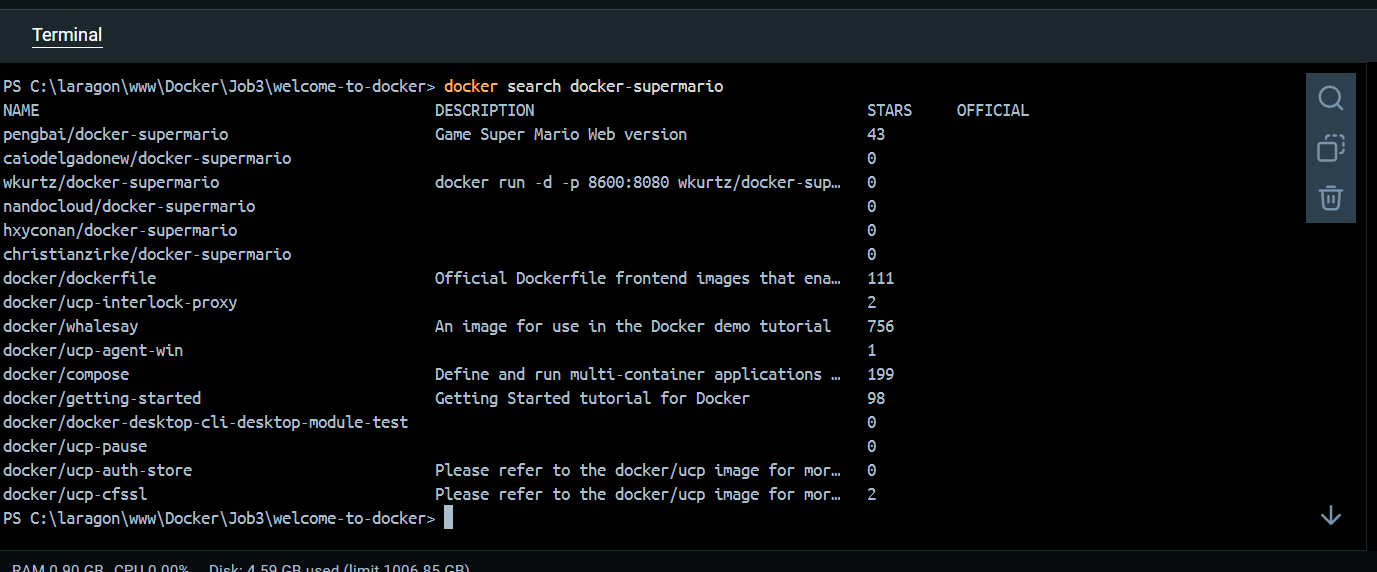 Terminal
PS C:\laragon\www\Docker\Job3\welcome-to-docker> docker search docker-supermario
NAME DESCRIPTION STARS OFFICIAL
pengbai/docker-supermario Game Super Mario Web version 43
caiodelgadonew/docker-supermario 0
wkurtz/docker-supermario docker run -d -p 8600:8080 wkurtz/docker-sup… 0
nandocloud/docker-supermario 0
hxyconan/docker-supermario 0
christianzirke/docker-supermario 0
docker/dockerfile Official Dockerfile frontend images that ena… 111
docker/ucp-interlock-proxy 2
docker/whalesay An image for use in the Docker demo tutorial 756
docker/ucp-agent-win 1
docker/compose Define and run multi-container applications … 199
docker/getting-started Getting Started tutorial for Docker 98
docker/docker-desktop-cli-desktop-module-test 0
docker/ucp-pause 0
docker/ucp-auth-store Please refer to the docker/ucp image for mor… 0
docker/ucp-cfssl Please refer to the docker/ucp image for mor… 2
PS C:\laragon\www\Docker\Job3\welcome-to-docker>
RAM 0.90 GB CPU 0.00% Disk: 4.59 GB used (limit 1006.85 GB)